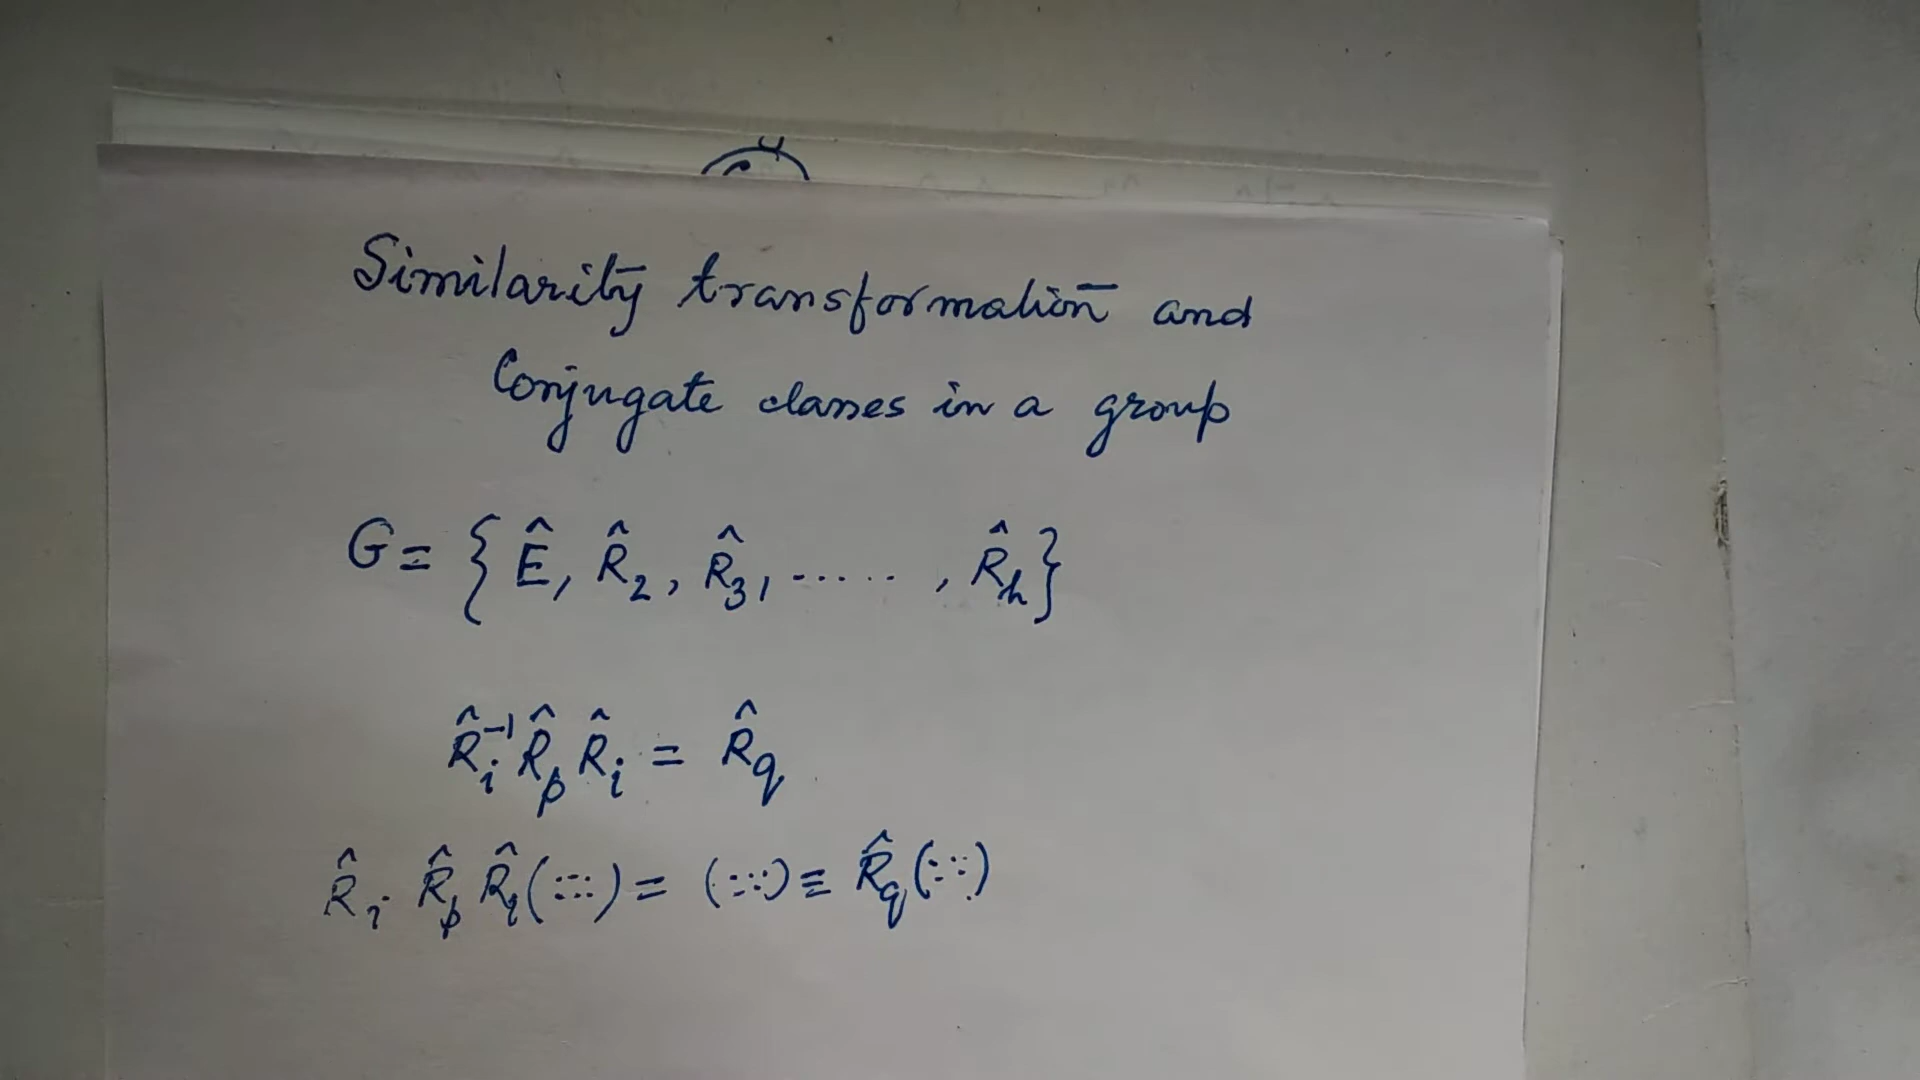 Similarity transformation and
Conjugate classes in a group
G = { Ê, R̂₂, R̂₃, ..... , R̂ₕ}
R̂ᵢ⁻¹ R̂ₚ R̂ᵢ = R̂q
R̂ᵢ R̂ₚ R̂ᵢ (:::) = (:::) ≡ R̂q (:::)